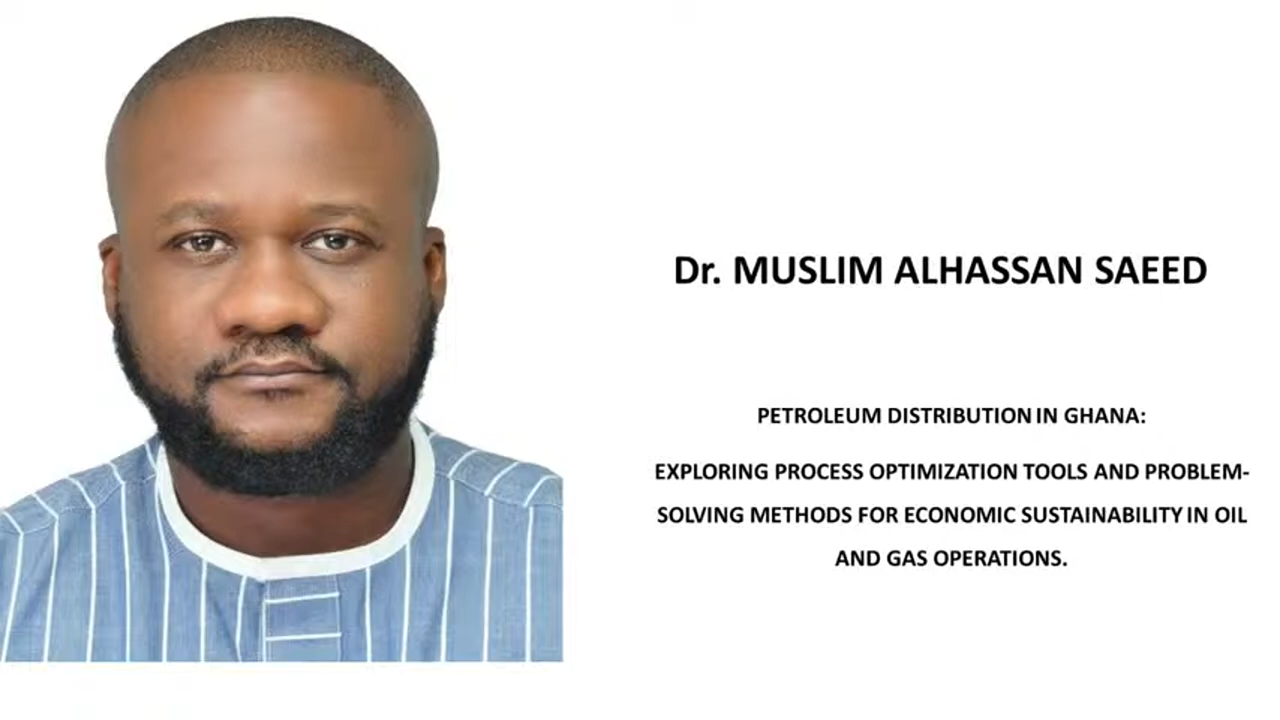 Dr. MUSLIM ALHASSAN SAEED
PETROLEUM DISTRIBUTION IN GHANA:
EXPLORING PROCESS OPTIMIZATION TOOLS AND PROBLEM-
SOLVING METHODS FOR ECONOMIC SUSTAINABILITY IN OIL
AND GAS OPERATIONS.